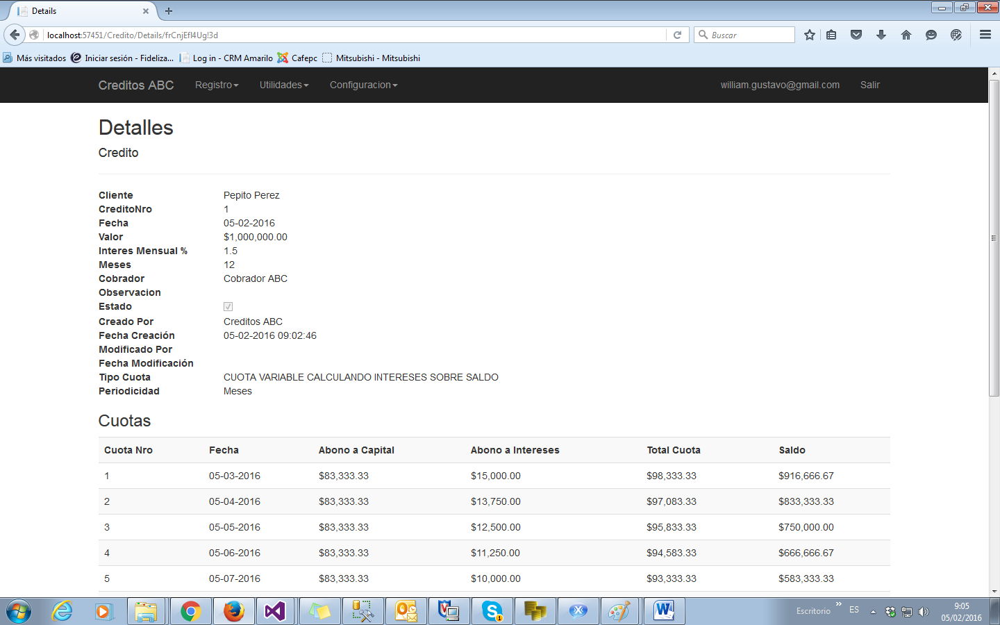 Details
localhost:57451/Credito/Details/frCnjEfI4UgI3d
Buscar
Más visitados Iniciar sesión - Fideliza... Log in - CRM Amarilo Cafepc Mitsubishi - Mitsubishi
Creditos ABC Registro Utilidades Configuracion william.gustavo@gmail.com Salir
Detalles
Credito
Cliente Pepito Perez
CreditoNro 1
Fecha 05-02-2016
Valor $1,000,000.00
Interes Mensual % 1.5
Meses 12
Cobrador Cobrador ABC
Observacion
Estado
Creado Por Creditos ABC
Fecha Creación 05-02-2016 09:02:46
Modificado Por
Fecha Modificación
Tipo Cuota CUOTA VARIABLE CALCULANDO INTERESES SOBRE SALDO
Periodicidad Meses
Cuotas
Cuota Nro Fecha Abono a Capital Abono a Intereses Total Cuota Saldo
1 05-03-2016 $83,333.33 $15,000.00 $98,333.33 $916,666.67
2 05-04-2016 $83,333.33 $13,750.00 $97,083.33 $833,333.33
3 05-05-2016 $83,333.33 $12,500.00 $95,833.33 $750,000.00
4 05-06-2016 $83,333.33 $11,250.00 $94,583.33 $666,666.67
5 05-07-2016 $83,333.33 $10,000.00 $93,333.33 $583,333.33
Escritorio ES 9:05
05/02/2016